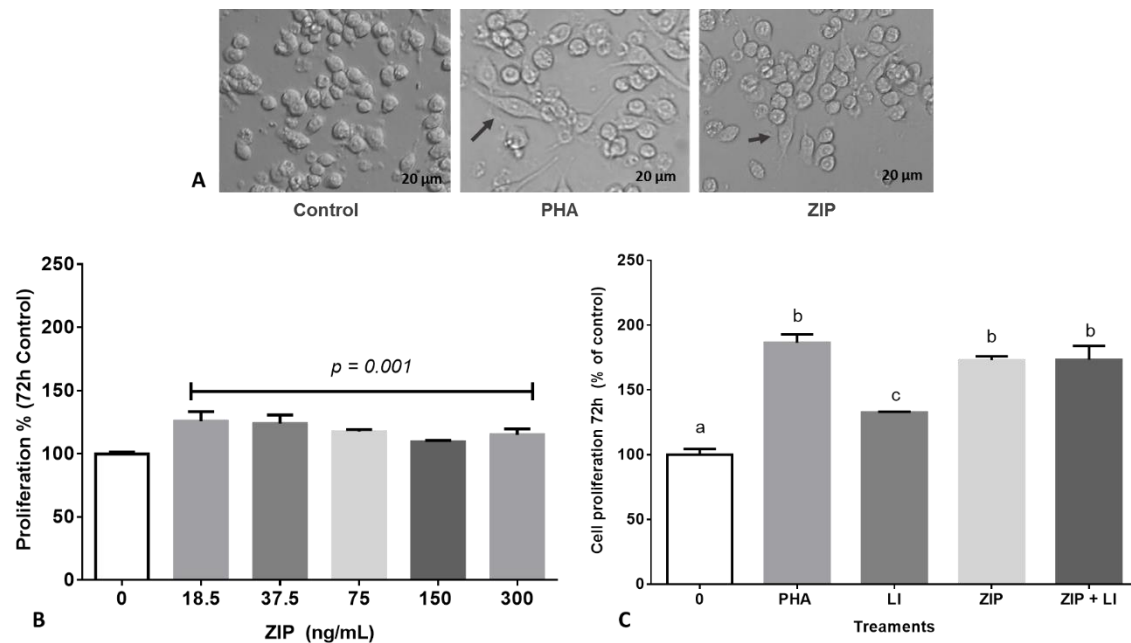 20 µm
20 µm
20 µm
A
Control
PHA
ZIP
Proliferation % (72h Control)
250
200
150
100
50
0
p = 0.001
0 18.5 37.5 75 150 300
B
ZIP (ng/mL)
Cell proliferation 72h (% of control)
250
200
150
100
50
0
a
b
c
b
b
0 PHA LI ZIP ZIP + LI
C
Treaments